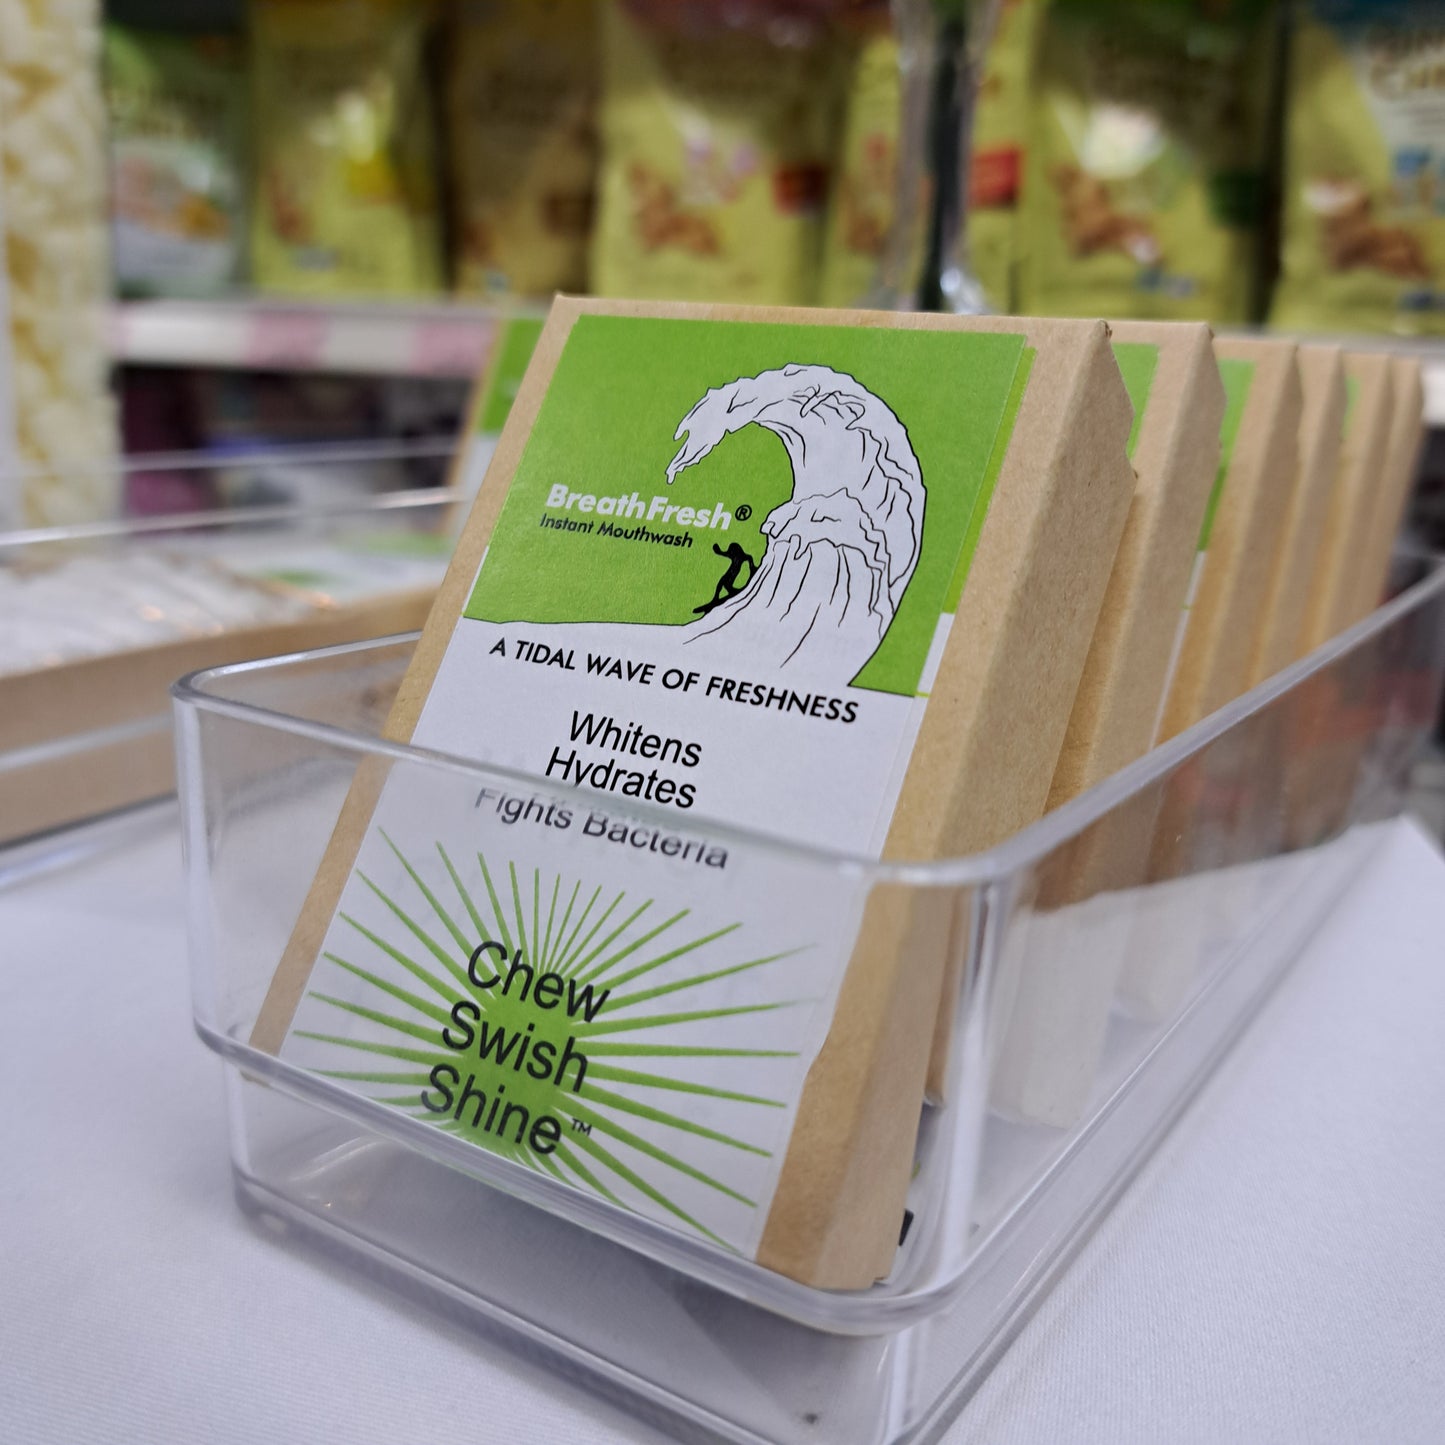 BreathFresh®
Instant Mouthwash
A TIDAL WAVE OF FRESHNESS
Whitens
Hydrates
Fights Bacteria
Chew
Swish
Shine™